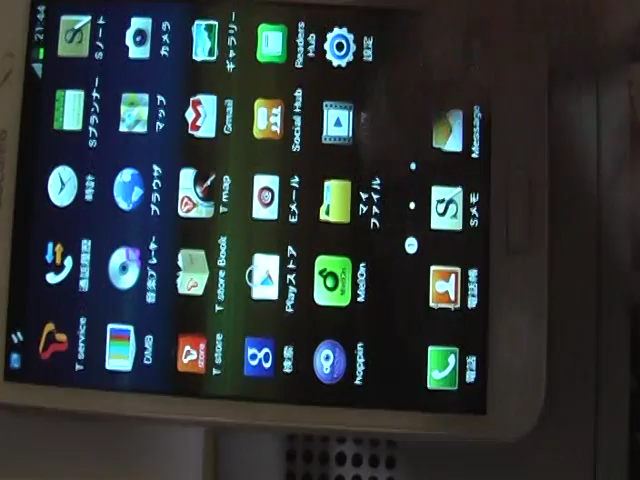 21:44
T service
通話履歴
時計
Sプランナー
Sノート
DMB
音楽プレーヤー
ブラウザ
マップ
カメラ
T store
T store Book
T map
Gmail
ギャラリー
検索
Playストア
Eメール
Social Hub
Readers
Hub
hoppin
MelOn
マイ
ファイル
設定
電話
電話帳
Sメモ
Message